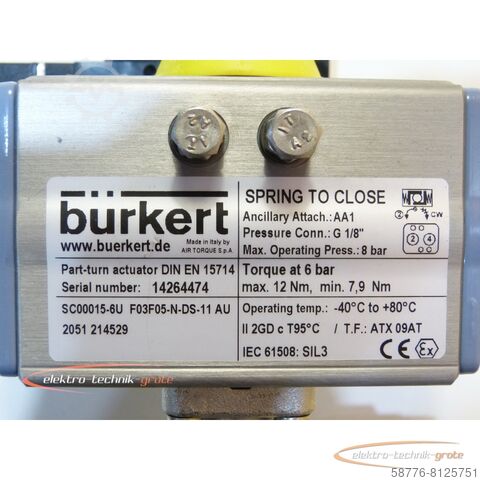 bürkert
www.buerkert.de
Made in Italy by
AIR TORQUE S.p.A
Part-turn actuator DIN EN 15714
Serial number: 14264474
SC00015-6U F03F05-N-DS-11 AU
2051 214529
SPRING TO CLOSE
Ancillary Attach.: AA1
Pressure Conn.: G 1/8"
Max. Operating Press.: 8 bar
2 CW
2 4
Torque at 6 bar
max. 12 Nm, min. 7,9 Nm
Operating temp.: -40°C to +80°C
II 2GD c T95°C / T.F.: ATX 09AT
IEC 61508: SIL3
CE Ex
elektro-technik-grote
elektro-technik-grote
58776-8125751